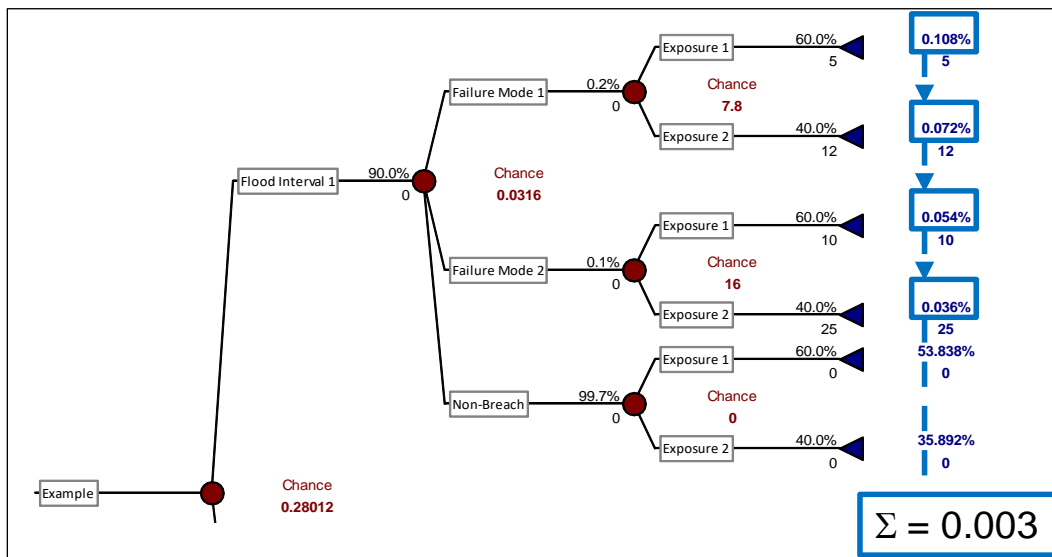 60.0%
0.108%
Exposure 1
5
5
Chance
0.2%
Failure Mode 1
7.8
0
0.072%
40.0%
Exposure 2
12
12
Chance
90.0%
Flood Interval 1
0.0316
0
60.0%
0.054%
Exposure 1
10
10
Chance
0.1%
Failure Mode 2
16
0
0.036%
40.0%
Exposure 2
25
25
60.0%
53.838%
Exposure 1
0
0
Chance
99.7%
Non-Breach
0
0
40.0%
35.892%
Exposure 2
0
0
Example
Chance
0.28012
Σ = 0.003